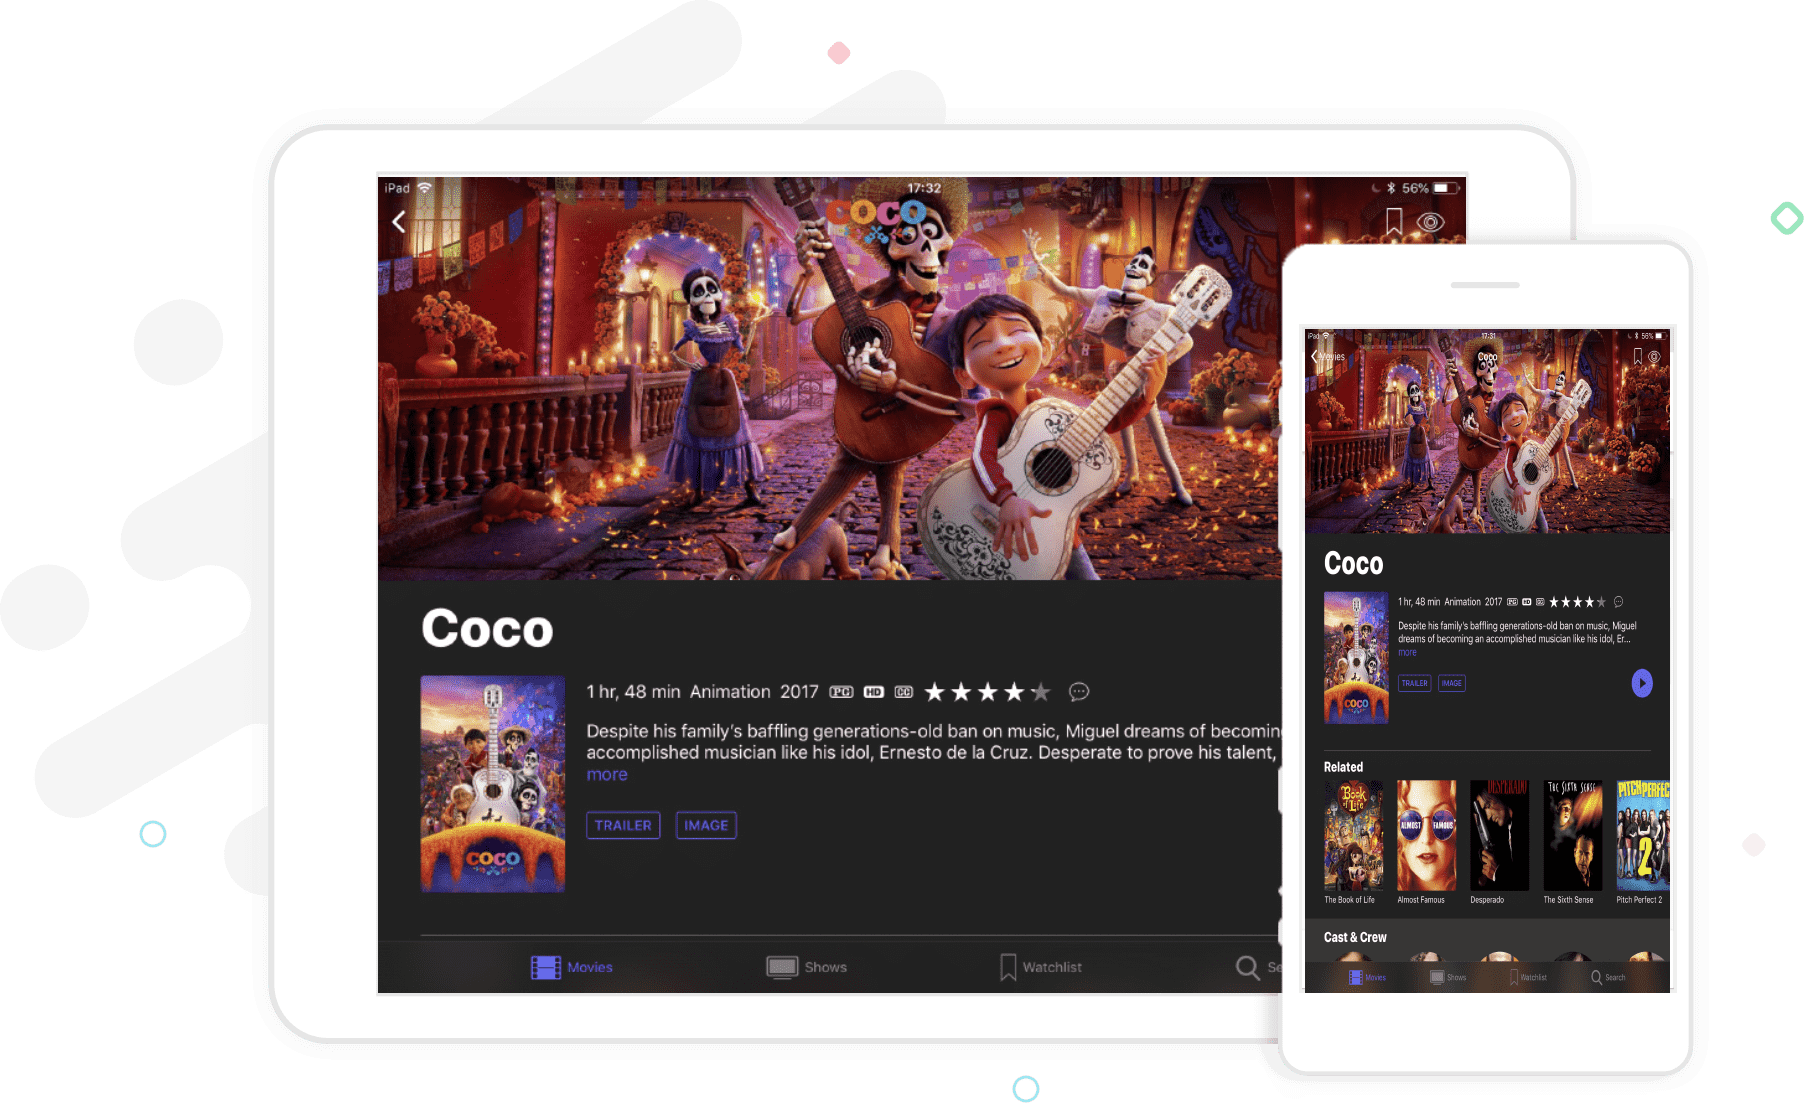 iPad
17:32
56%
COCO
Coco
1 hr, 48 min Animation 2017 PG HD CC
Despite his family's baffling generations-old ban on music, Miguel dreams of becomin
accomplished musician like his idol, Ernesto de la Cruz. Desperate to prove his talent,
more
TRAILER
IMAGE
COCO
Movies
Shows
Watchlist
Se
iPad
17:31
56%
Movies
Coco
Coco
1 hr, 48 min Animation 2017 PG HD CC
Despite his family's baffling generations-old ban on music, Miguel
dreams of becoming an accomplished musician like his idol, Er...
more
TRAILER
IMAGE
COCO
Related
Book
of Life
ALMOST FAMOUS
DESPERADO
THE SIXTH SENSE
PITCH PERFEC
2
The Book of Life
Almost Famous
Desperado
The Sixth Sense
Pitch Perfect 2
Cast & Crew
Movies
Shows
Watchlist
Search